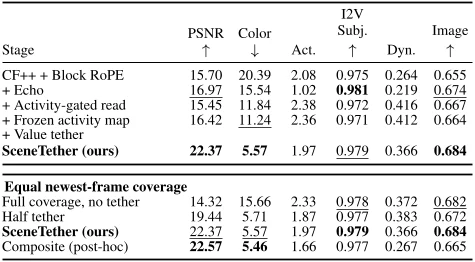 I2V
PSNR Color Subj. Image
Stage ↑ ↓ Act. ↑ Dyn. ↑
CF++ + Block RoPE 15.70 20.39 2.08 0.975 0.264 0.655
+ Echo 16.97 15.54 1.02 0.981 0.219 0.674
+ Activity-gated read 15.45 11.84 2.38 0.972 0.416 0.667
+ Frozen activity map 16.42 11.24 2.36 0.971 0.412 0.664
+ Value tether
SceneTether (ours) 22.37 5.57 1.97 0.979 0.366 0.684
Equal newest-frame coverage
Full coverage, no tether 14.32 15.66 2.33 0.978 0.372 0.682
Half tether 19.44 5.71 1.87 0.977 0.383 0.672
SceneTether (ours) 22.37 5.57 1.97 0.979 0.366 0.684
Composite (post-hoc) 22.57 5.46 1.66 0.977 0.267 0.665